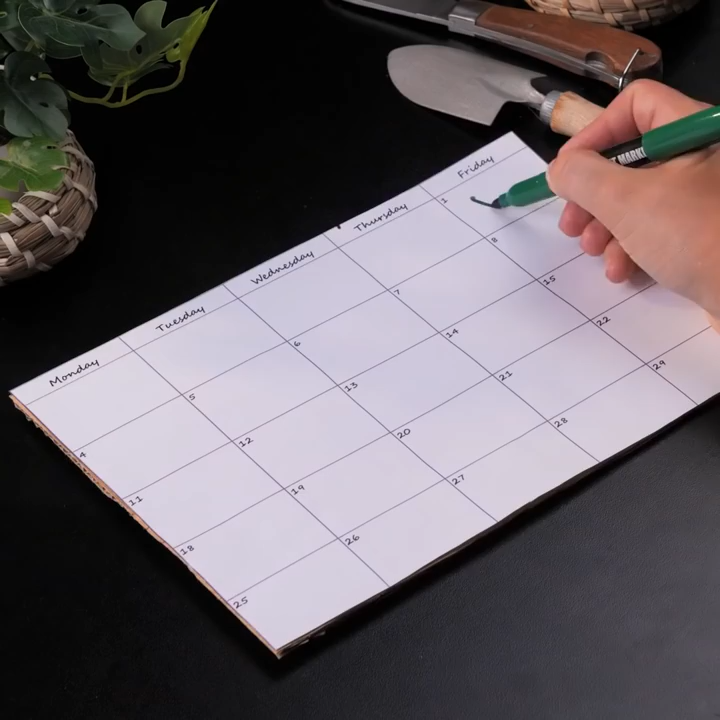 Monday Tuesday Wednesday Thursday Friday
1
4 5 6 7 8
11 12 13 14 15
18 19 20 21 22
25 26 27 28 29